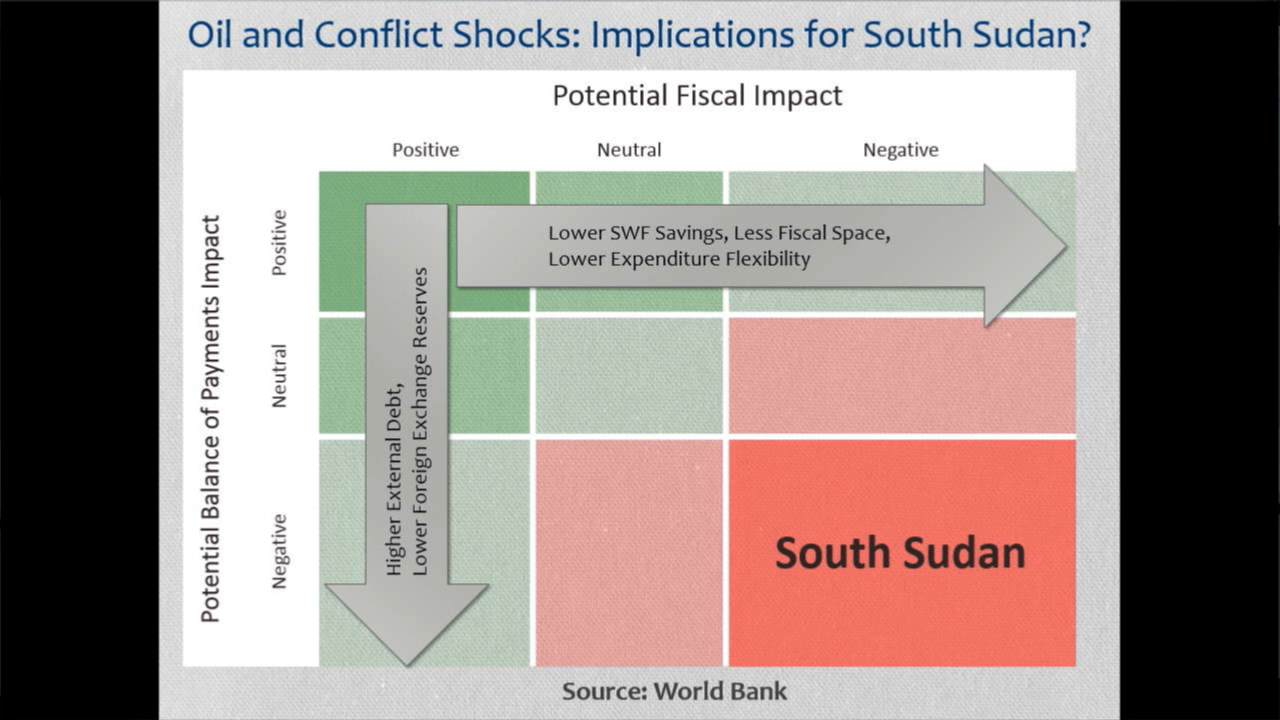 Oil and Conflict Shocks: Implications for South Sudan?
Potential Fiscal Impact
Positive
Neutral
Negative
Potential Balance of Payments Impact
Positive
Neutral
Negative
Lower SWF Savings, Less Fiscal Space,
Lower Expenditure Flexibility
Higher External Debt,
Lower Foreign Exchange Reserves
South Sudan
Source: World Bank